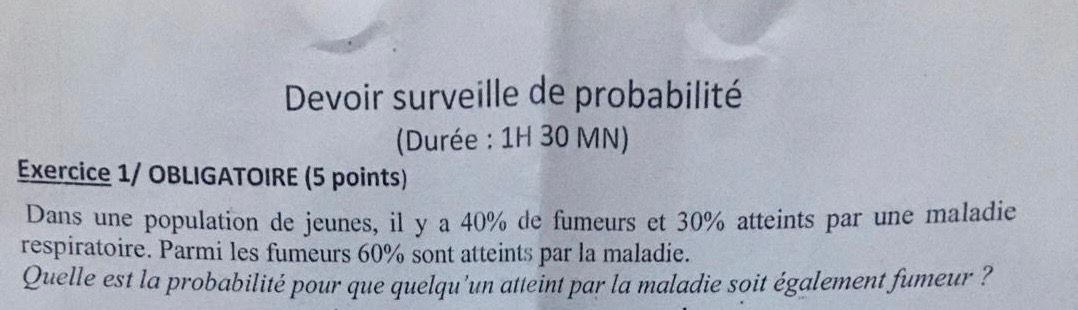 Devoir surveille de probabilité
(Durée : 1H 30 MN)
Exercice 1/ OBLIGATOIRE (5 points)
Dans une population de jeunes, il y a 40% de fumeurs et 30% atteints par une maladie
respiratoire. Parmi les fumeurs 60% sont atteints par la maladie.
Quelle est la probabilité pour que quelqu'un atteint par la maladie soit également fumeur ?